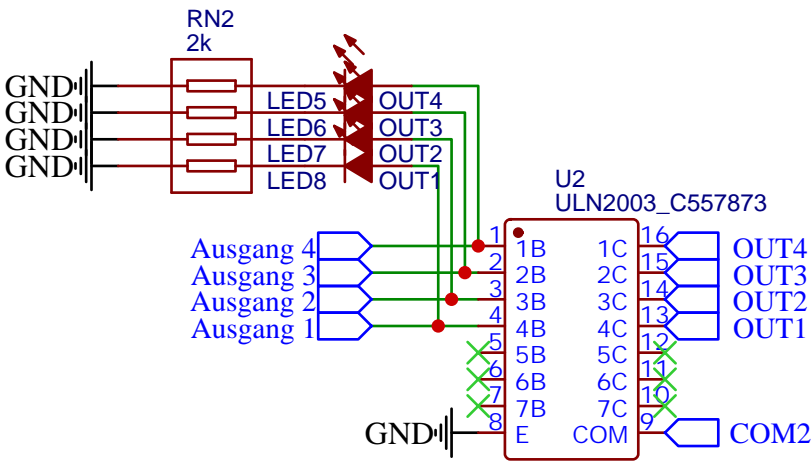 RN2
2k
GND
LED5 OUT4
GND
LED6 OUT3
GND
LED7 OUT2
GND
LED8 OUT1
U2
ULN2003_C557873
Ausgang 4 1 1B 1C 16 OUT4
Ausgang 3 2 2B 2C 15 OUT3
Ausgang 2 3 3B 3C 14 OUT2
Ausgang 1 4 4B 4C 13 OUT1
5 5B 5C 12
6 6B 6C 11
7 7B 7C 10
GND 8 E COM 9 COM2